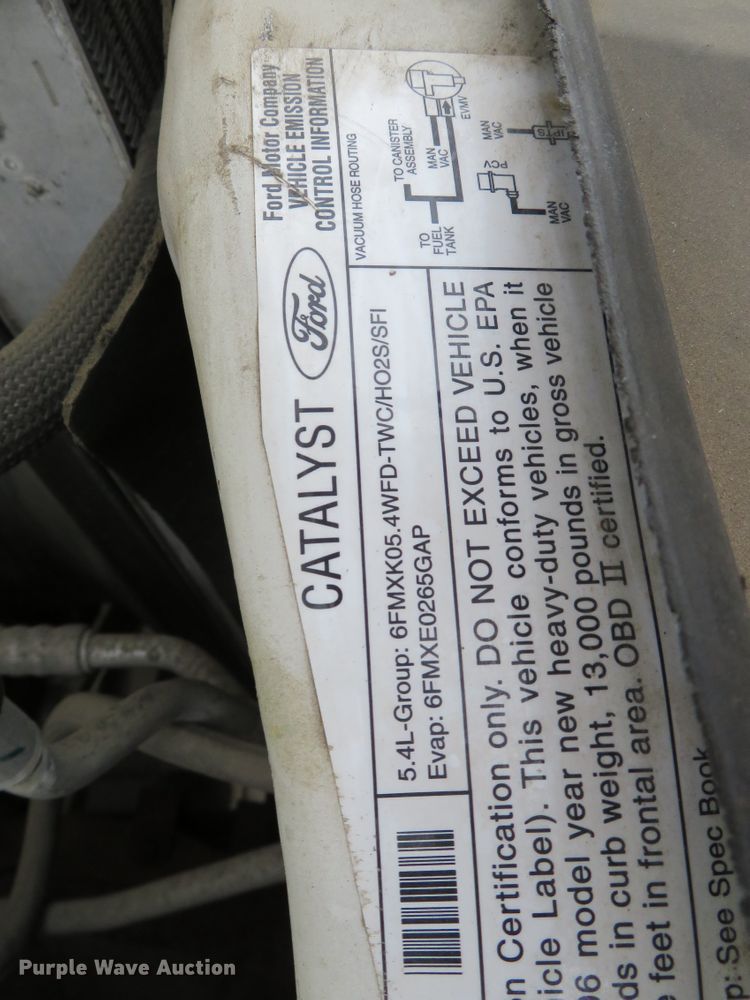 Ford Motor Company
VEHICLE EMISSION
CONTROL INFORMATION
CATALYST
Ford
VACUUM HOSE ROUTING
TO FUEL TANK
TO CANISTER ASSEMBLY
MAN VAC
EVMV
MAN VAC
MAN VAC
5.4L-Group: 6FMXK05.4WFD-TWC/HO2S/SFI
Evap: 6FMXE0265GAP
n Certification only. DO NOT EXCEED VEHICLE
icle Label). This vehicle conforms to U.S. EPA
06 model year new heavy-duty vehicles, when it
ds in curb weight, 13,000 pounds in gross vehicle
feet in frontal area. OBD II certified.
p: See Spec Book
Purple Wave Auction